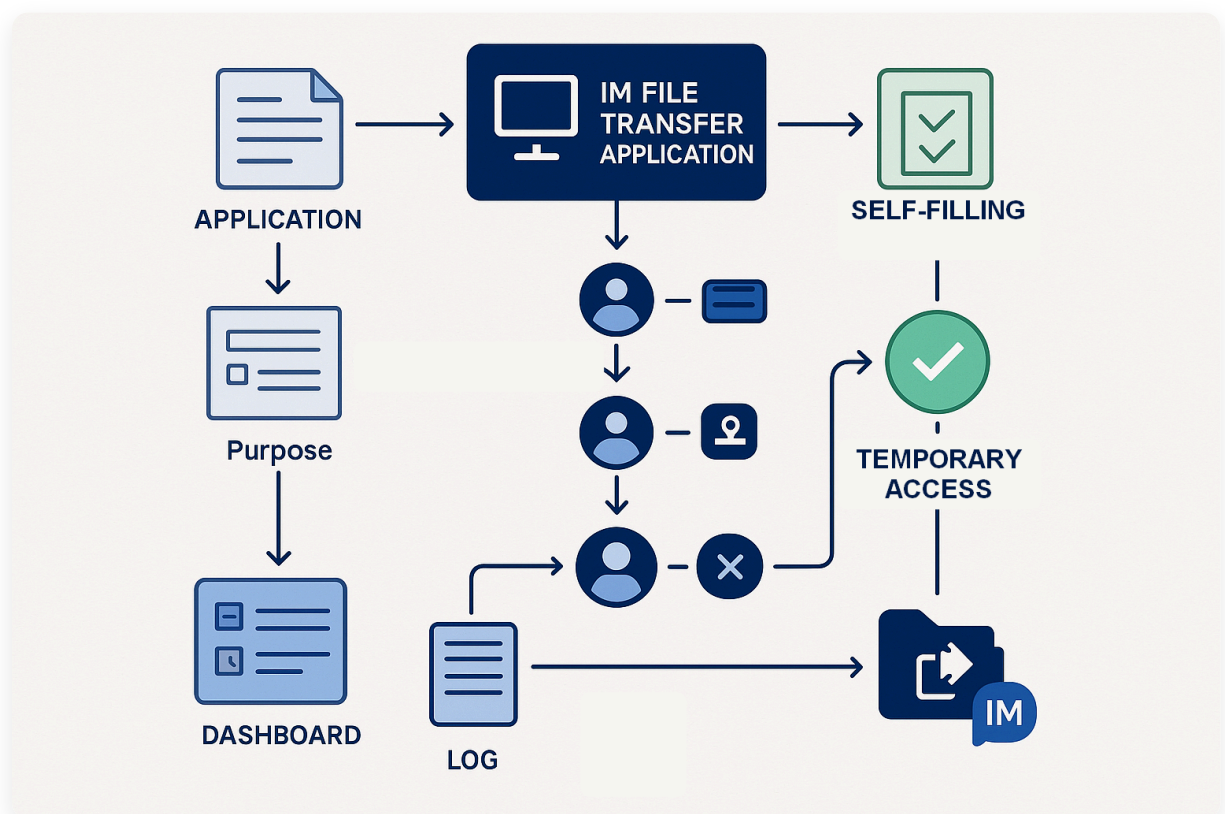 IM FILE
TRANSFER
APPLICATION
APPLICATION
SELF-FILLING
Purpose
TEMPORARY
ACCESS
DASHBOARD
LOG
IM